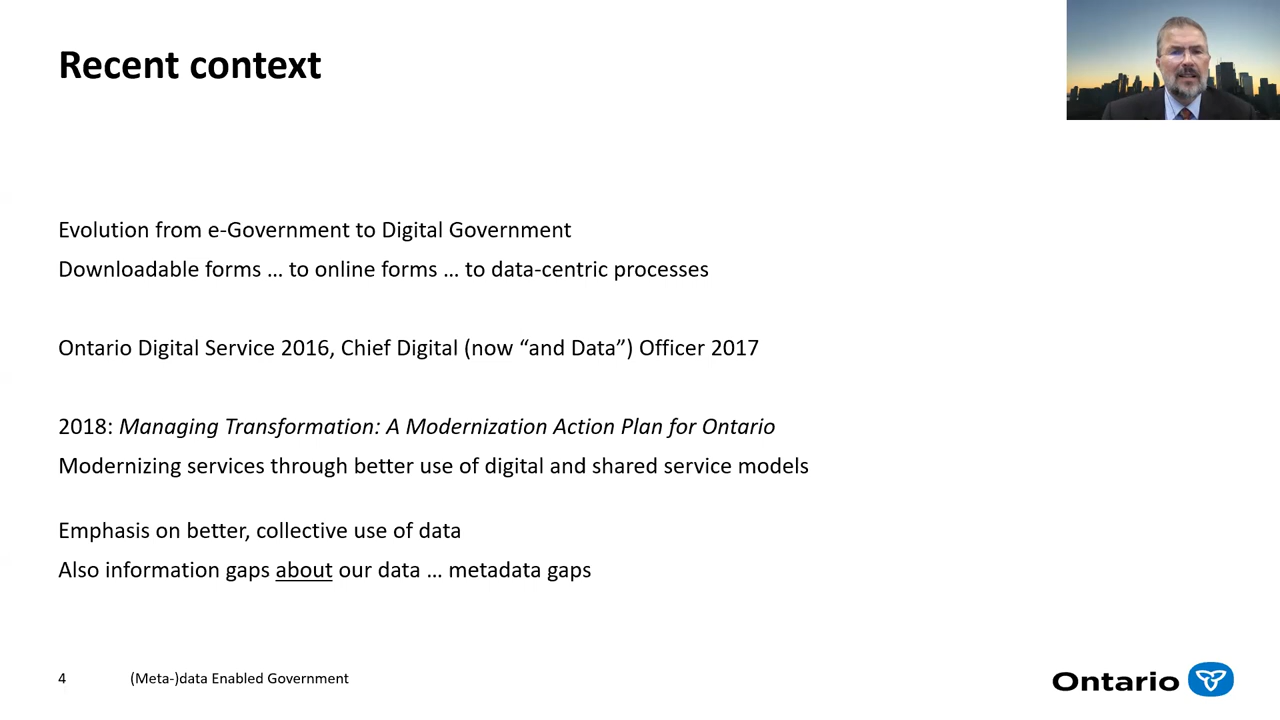 Recent context
Evolution from e-Government to Digital Government
Downloadable forms … to online forms … to data-centric processes
Ontario Digital Service 2016, Chief Digital (now “and Data”) Officer 2017
2018: Managing Transformation: A Modernization Action Plan for Ontario
Modernizing services through better use of digital and shared service models
Emphasis on better, collective use of data
Also information gaps about our data … metadata gaps
4 (Meta-)data Enabled Government
Ontario